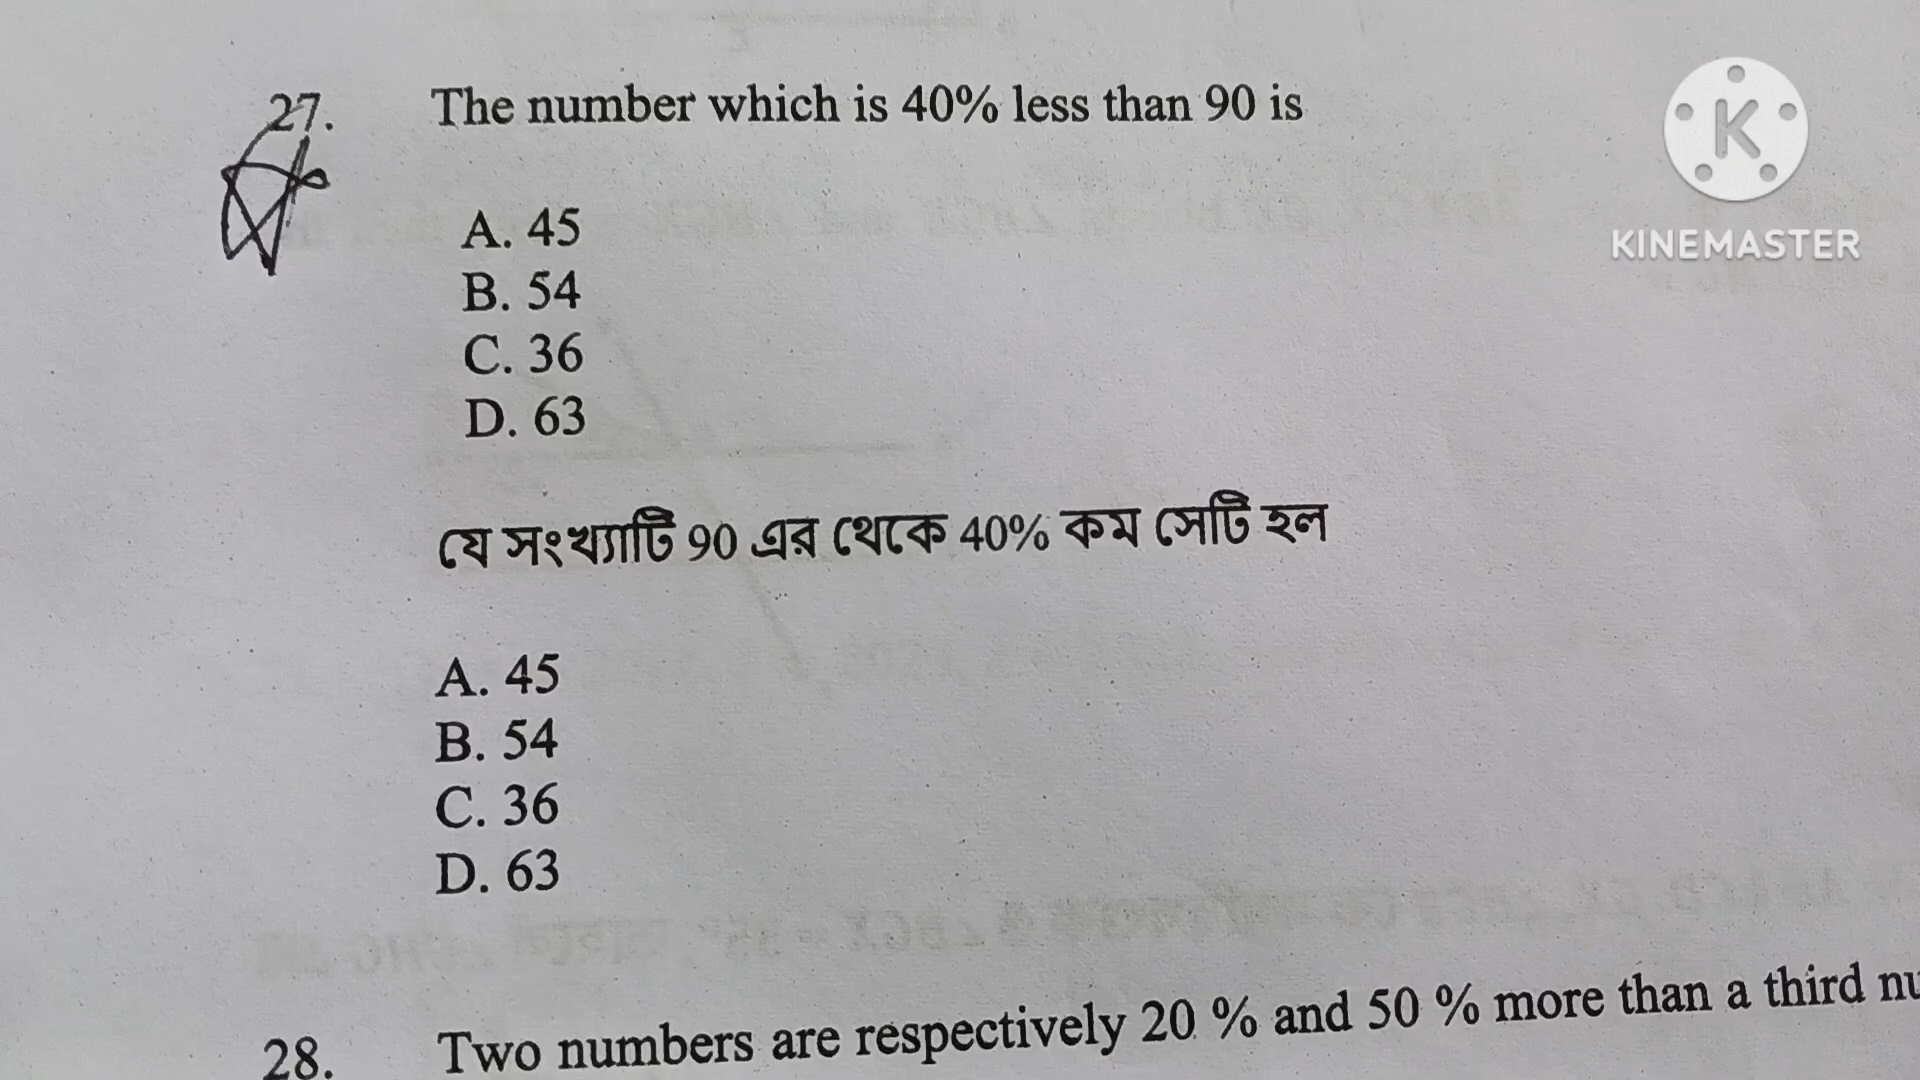 27. The number which is 40% less than 90 is
K
KINEMASTER
A. 45
B. 54
C. 36
D. 63
যে সংখ্যাটি 90 এর থেকে 40% কম সেটি হল
A. 45
B. 54
C. 36
D. 63
28. Two numbers are respectively 20 % and 50 % more than a third